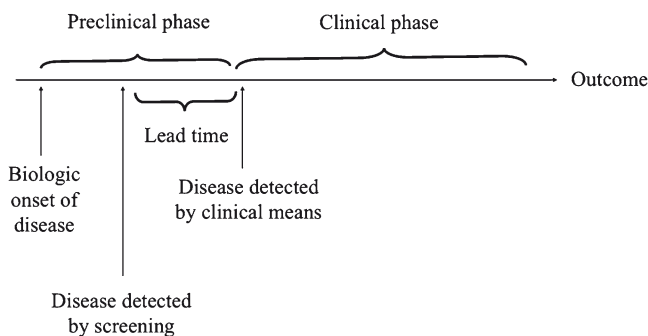 Preclinical phase
Clinical phase
Outcome
Lead time
Biologic
onset of
disease
Disease detected
by clinical means
Disease detected
by screening